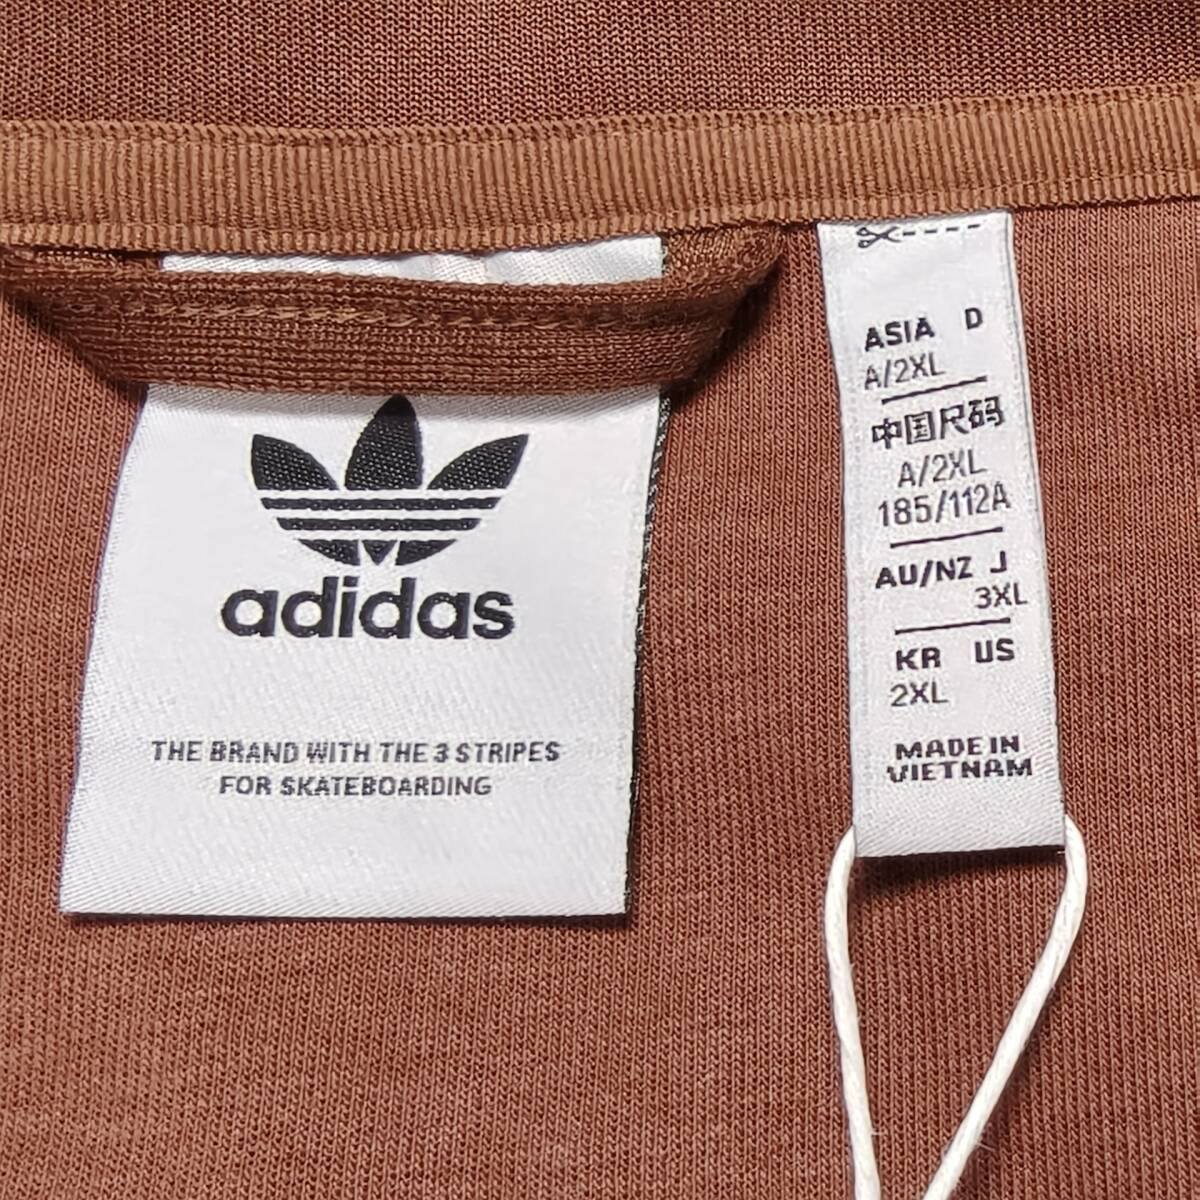 adidas
THE BRAND WITH THE 3 STRIPES
FOR SKATEBOARDING
ASIA D
A/2XL
中国尺码
A/2XL
185/112A
AU/NZ J
3XL
KR US
2XL
MADE IN
VIETNAM